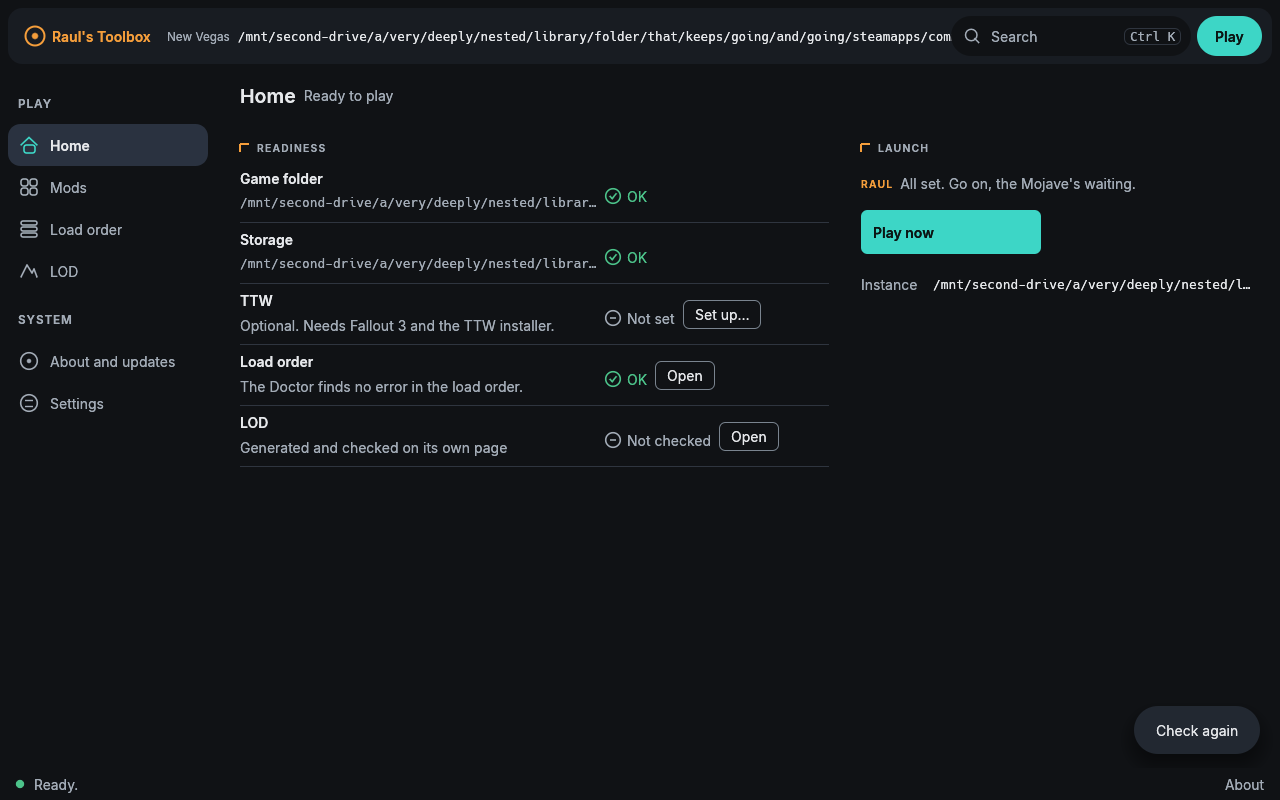 Raul's Toolbox New Vegas /mnt/second-drive/a/very/deeply/nested/library/folder/that/keeps/going/and/going/steamapps/com Search Ctrl K Play
PLAY
Home
Mods
Load order
LOD
SYSTEM
About and updates
Settings
Home Ready to play
READINESS
Game folder
/mnt/second-drive/a/very/deeply/nested/librar… OK
Storage
/mnt/second-drive/a/very/deeply/nested/librar… OK
TTW
Optional. Needs Fallout 3 and the TTW installer. Not set Set up...
Load order
The Doctor finds no error in the load order. OK Open
LOD
Generated and checked on its own page Not checked Open
LAUNCH
RAUL All set. Go on, the Mojave's waiting.
Play now
Instance /mnt/second-drive/a/very/deeply/nested/l…
Check again
Ready. About